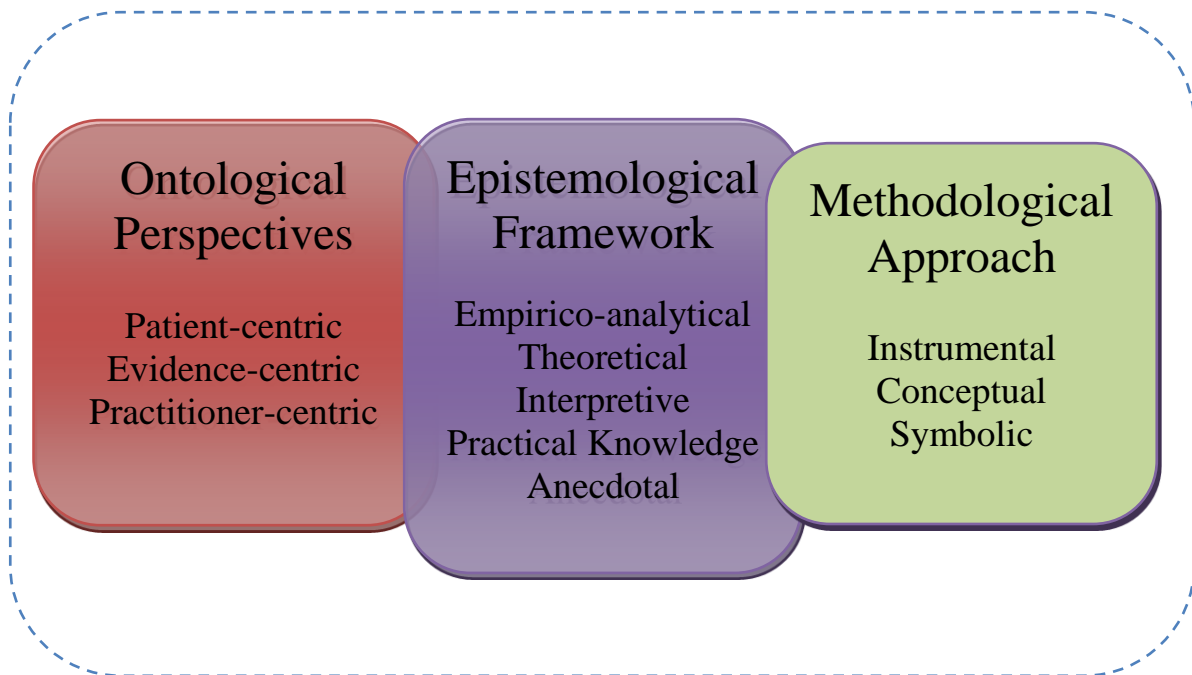 Ontological
Perspectives
Patient-centric
Evidence-centric
Practitioner-centric
Epistemological
Framework
Empirico-analytical
Theoretical
Interpretive
Practical Knowledge
Anecdotal
Methodological
Approach
Instrumental
Conceptual
Symbolic